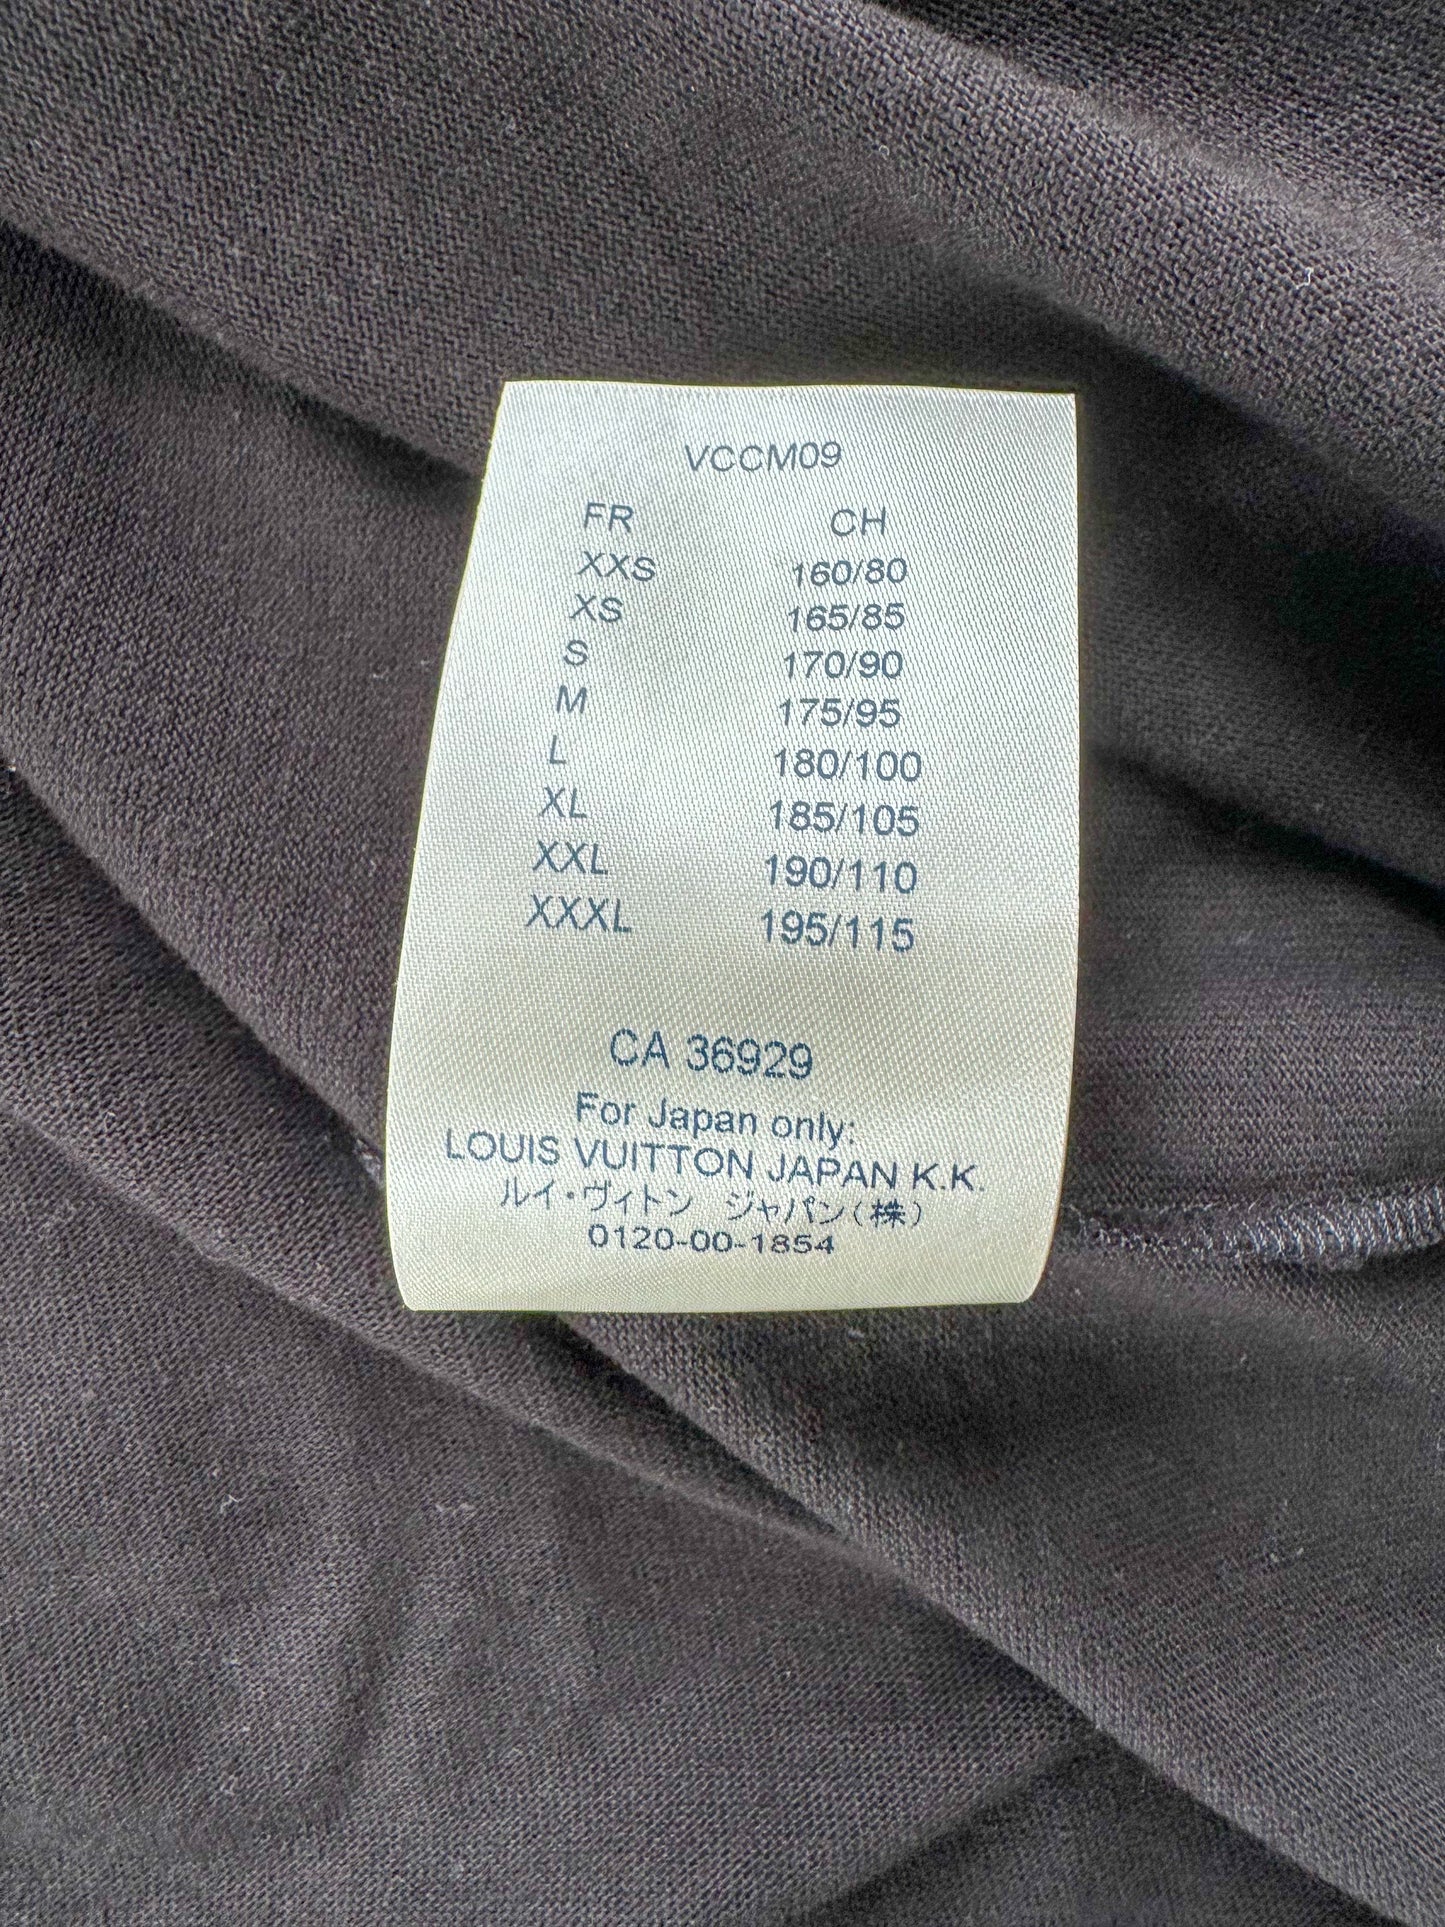 VCCM09
FR CH
XXS 160/80
XS 165/85
S 170/90
M 175/95
L 180/100
XL 185/105
XXL 190/110
XXXL 195/115
CA 36929
For Japan only:
LOUIS VUITTON JAPAN K.K.
ルイ・ヴィトン ジャパン(株)
0120-00-1854